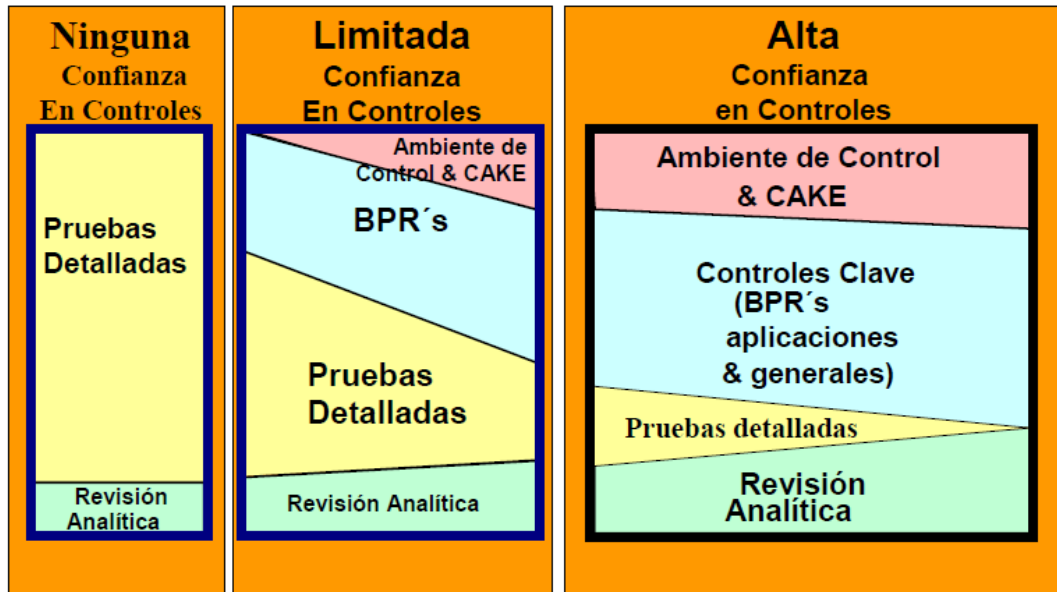 Ninguna
Confianza
En Controles
Pruebas
Detalladas
Revisión
Analítica
Limitada
Confianza
En Controles
Ambiente de
Control & CAKE
BPR´s
Pruebas
Detalladas
Revisión Analítica
Alta
Confianza
en Controles
Ambiente de Control
& CAKE
Controles Clave
(BPR´s
aplicaciones
& generales)
Pruebas detalladas
Revisión
Analítica